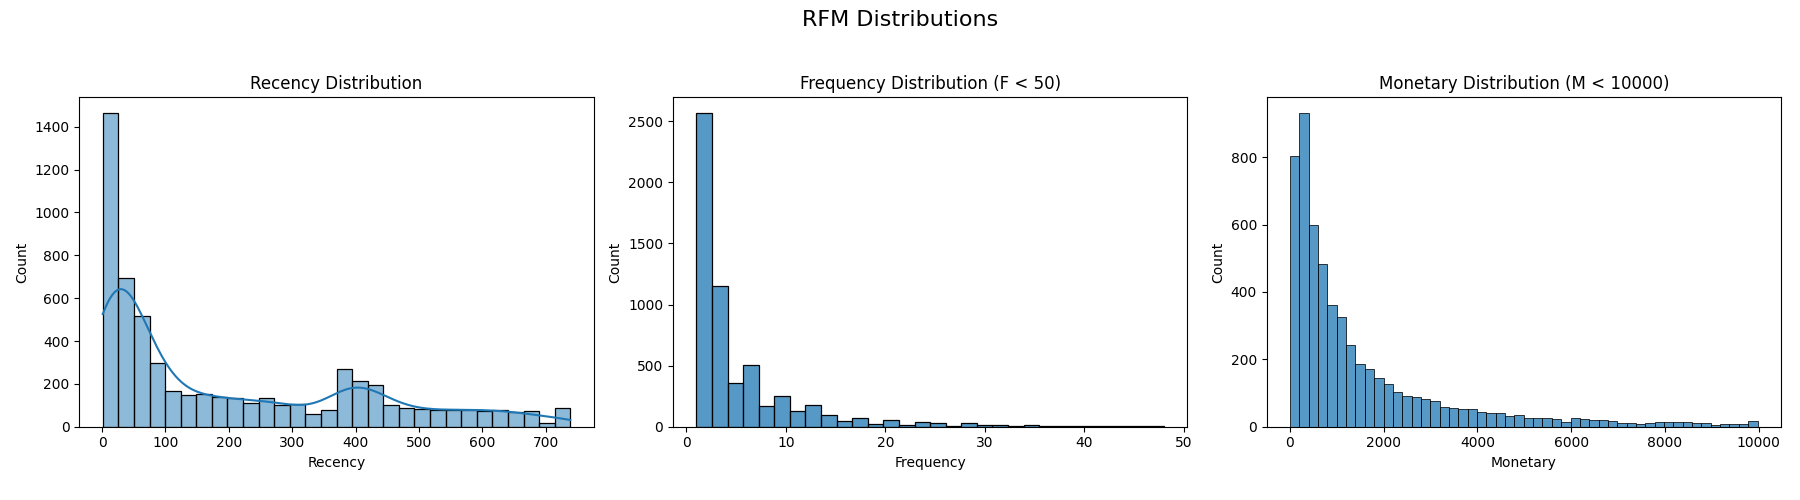 RFM Distributions
Recency Distribution
1400
1200
1000
800
600
400
200
0
Count
0 100 200 300 400 500 600 700
Recency
Frequency Distribution (F < 50)
2500
2000
1500
1000
500
0
Count
0 10 20 30 40 50
Frequency
Monetary Distribution (M < 10000)
800
600
400
200
0
Count
0 2000 4000 6000 8000 10000
Monetary